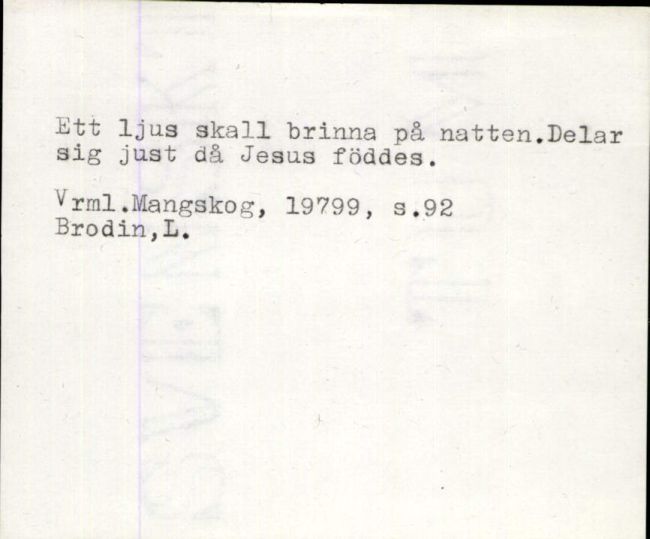 Ett ljus skall brinna på natten.Delar
sig just då Jesus föddes.
Vrml.Mangskog, 19799, s.92
Brodin,L.